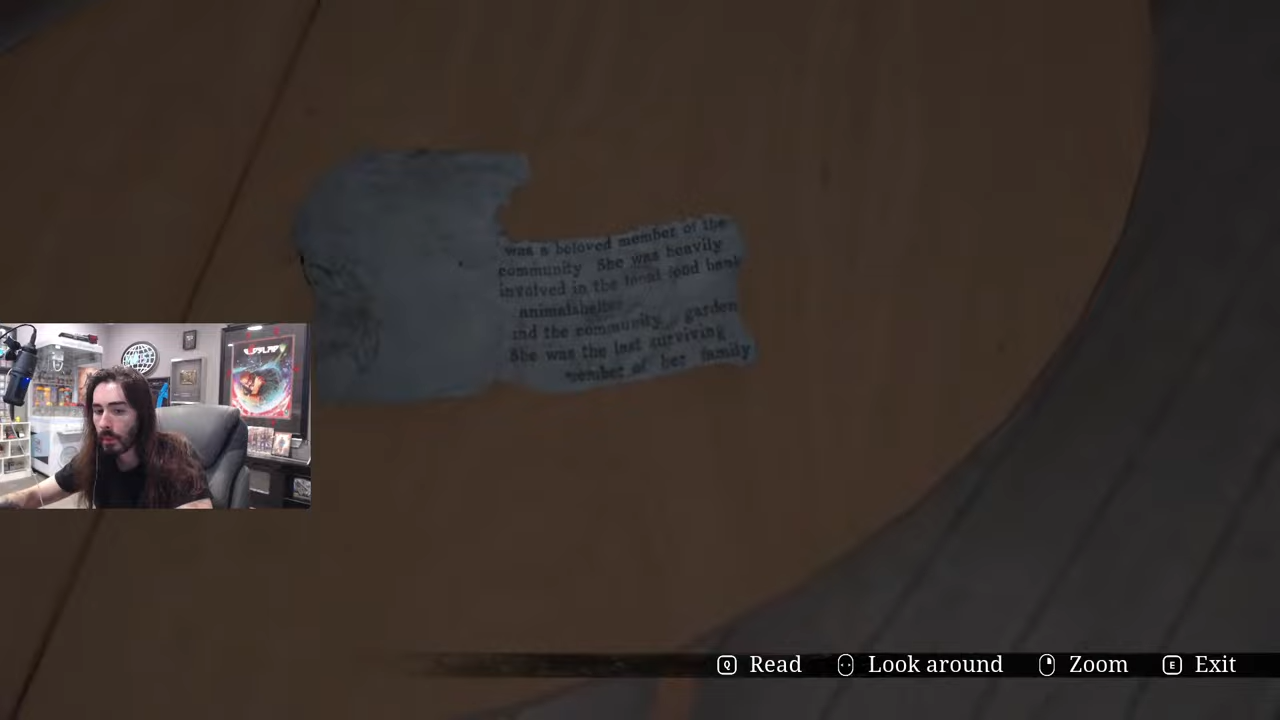 was a beloved member of the
community She was heavily
involved in the local food bank
animalshelter
and the community garden
She was the last surviving
member of her family
Q Read
Look around
Zoom
E Exit